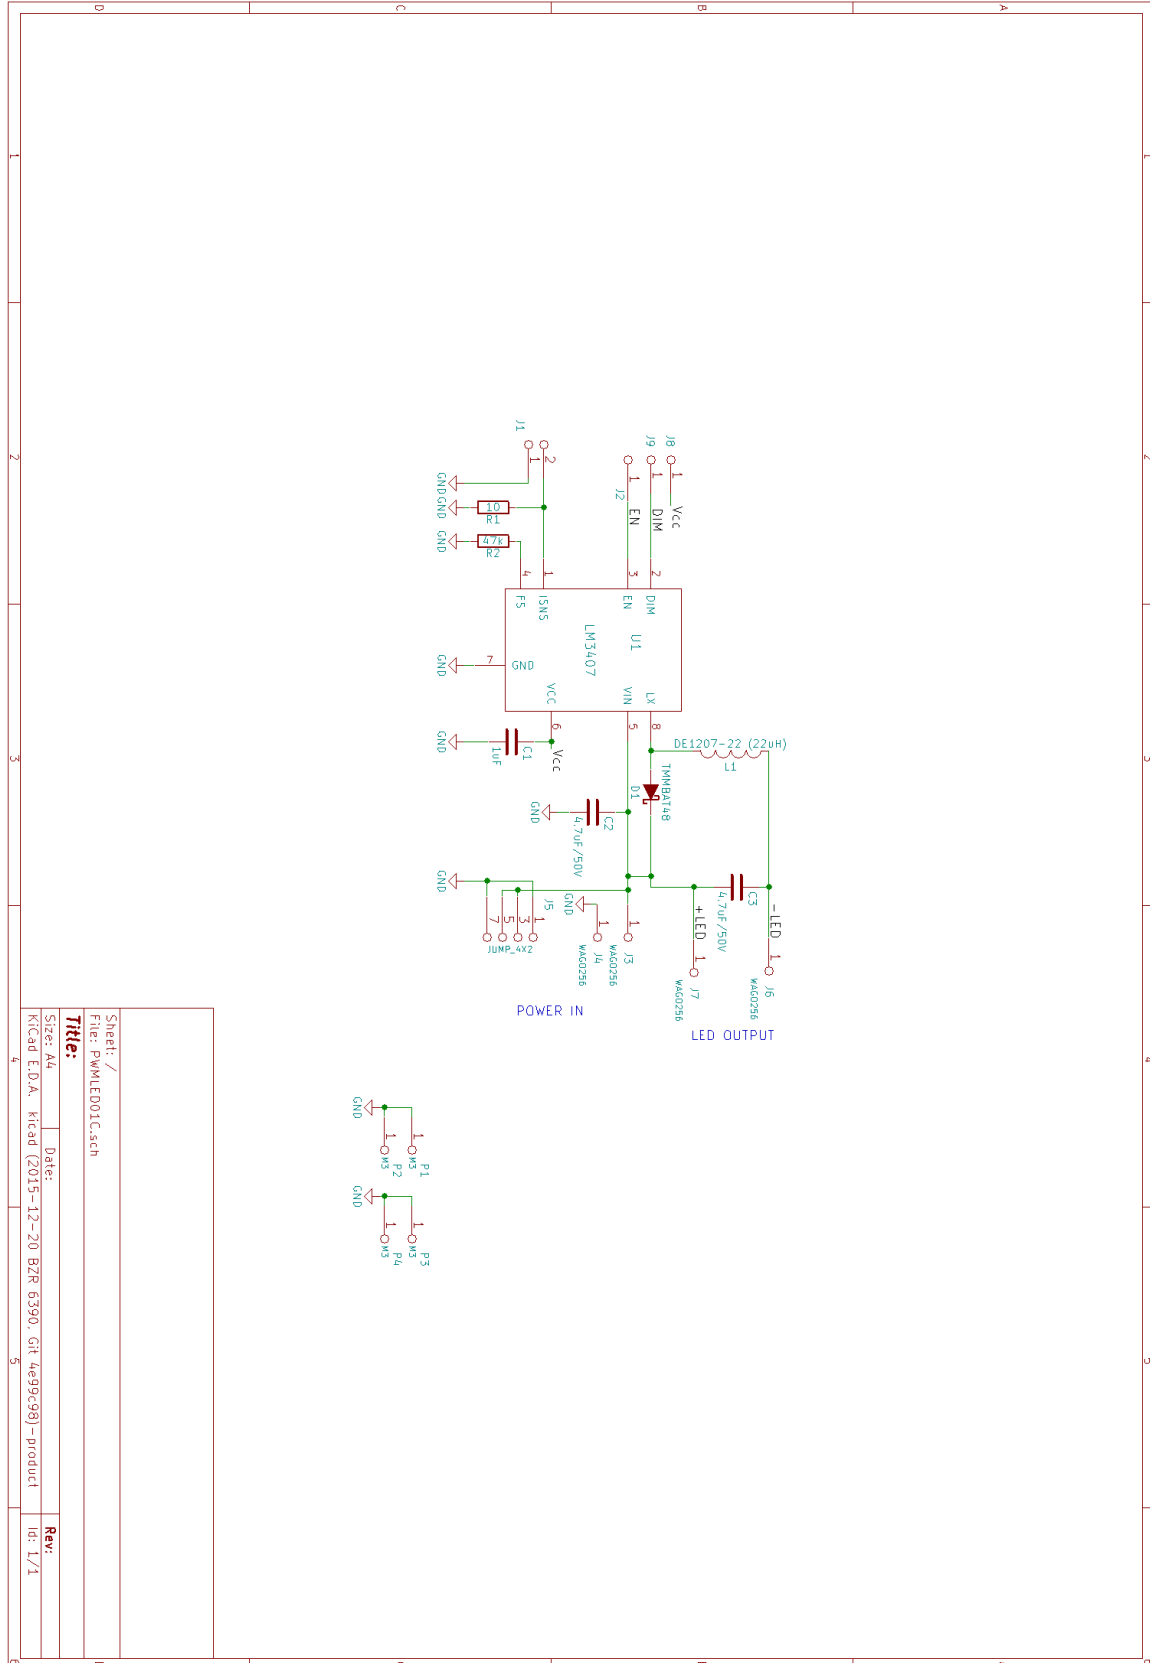 D
C
B
A
1
2
3
4
5
J1
1
2
J2
1
J9
1
J8
1
EN
DIM
Vcc
GND
GND
GND
10
R1
47k
R2
4
1
3
2
FS
ISNS
EN
DIM
U1
LM3407
7
GND
GND
VCC
VIN
LX
6
5
8
Vcc
C1
1uF
GND
DE1207-22 (22uH)
L1
TMMBAT48
D1
C2
4.7uF/50V
GND
C3
4.7uF/50V
GND
J5
7
5
3
1
JUMP_4X2
GND
1
J4
WAGO256
1
J3
WAGO256
+LED
1
J7
WAGO256
-LED
1
J6
WAGO256
POWER IN
LED OUTPUT
GND
1
P2
M3
1
P1
M3
GND
1
P4
M3
1
P3
M3
Sheet: /
File: PWMLED01C.sch
Title:
Size: A4
Date:
Rev:
KiCad E.D.A. kicad (2015-12-20 BZR 6390, Git 4e99c98)-product
Id: 1/1